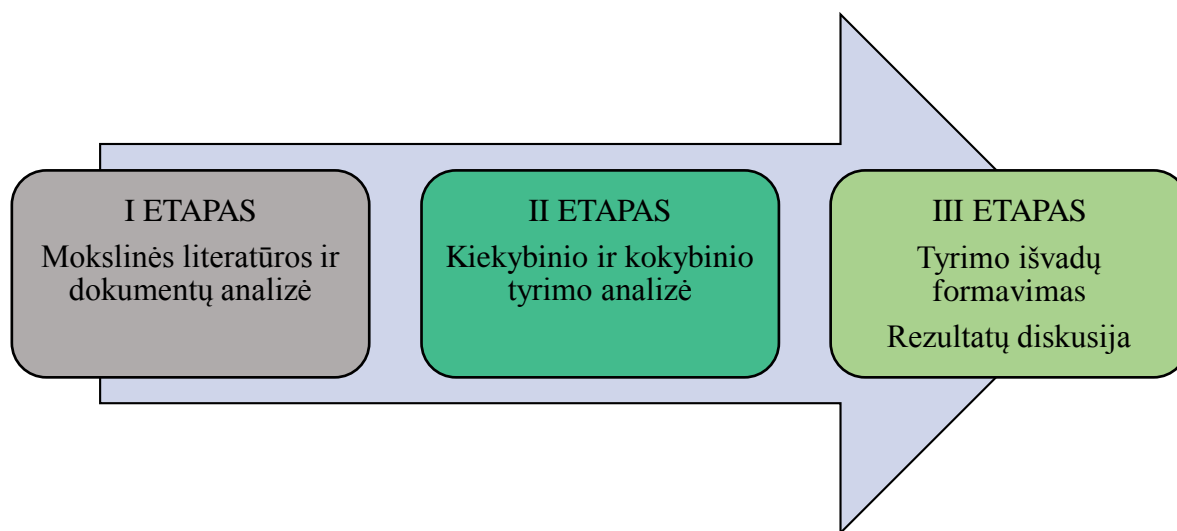 I ETAPAS
Mokslinės literatūros ir
dokumentų analizė
II ETAPAS
Kiekybinio ir kokybinio
tyrimo analizė
III ETAPAS
Tyrimo išvadų
formavimas
Rezultatų diskusija